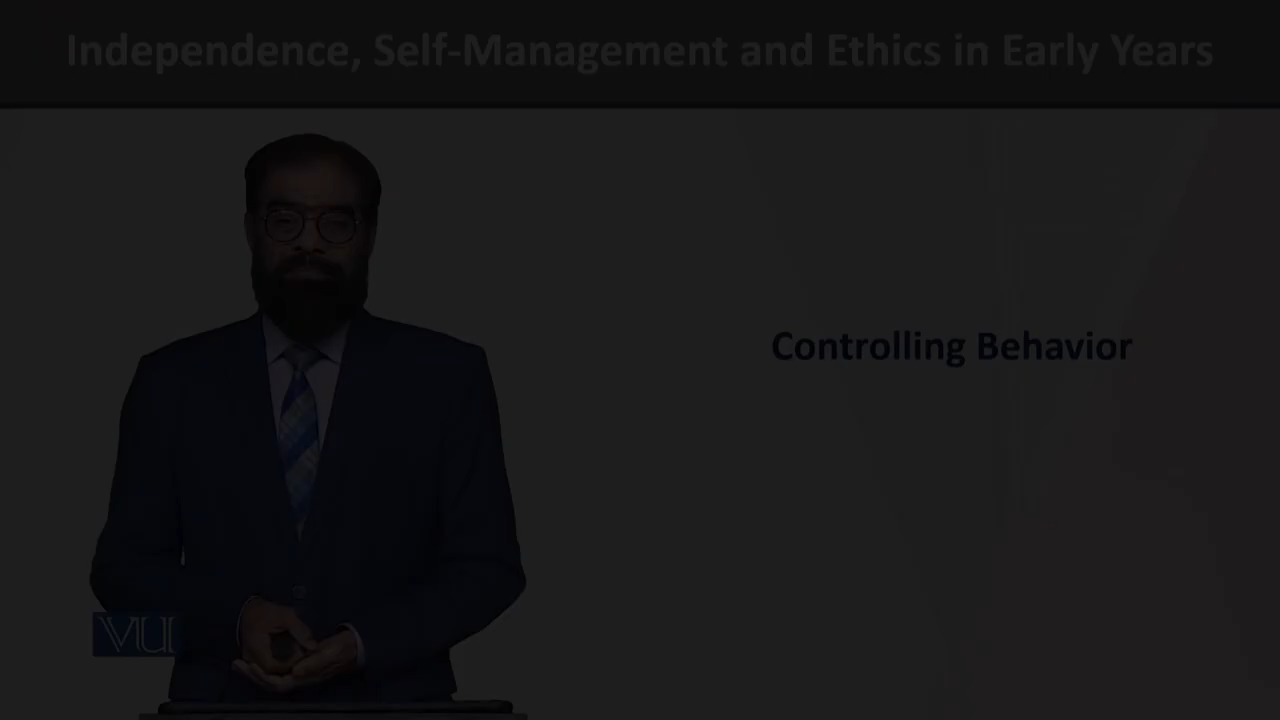 Independence, Self-Management and Ethics in Early Years
Controlling Behavior
VU